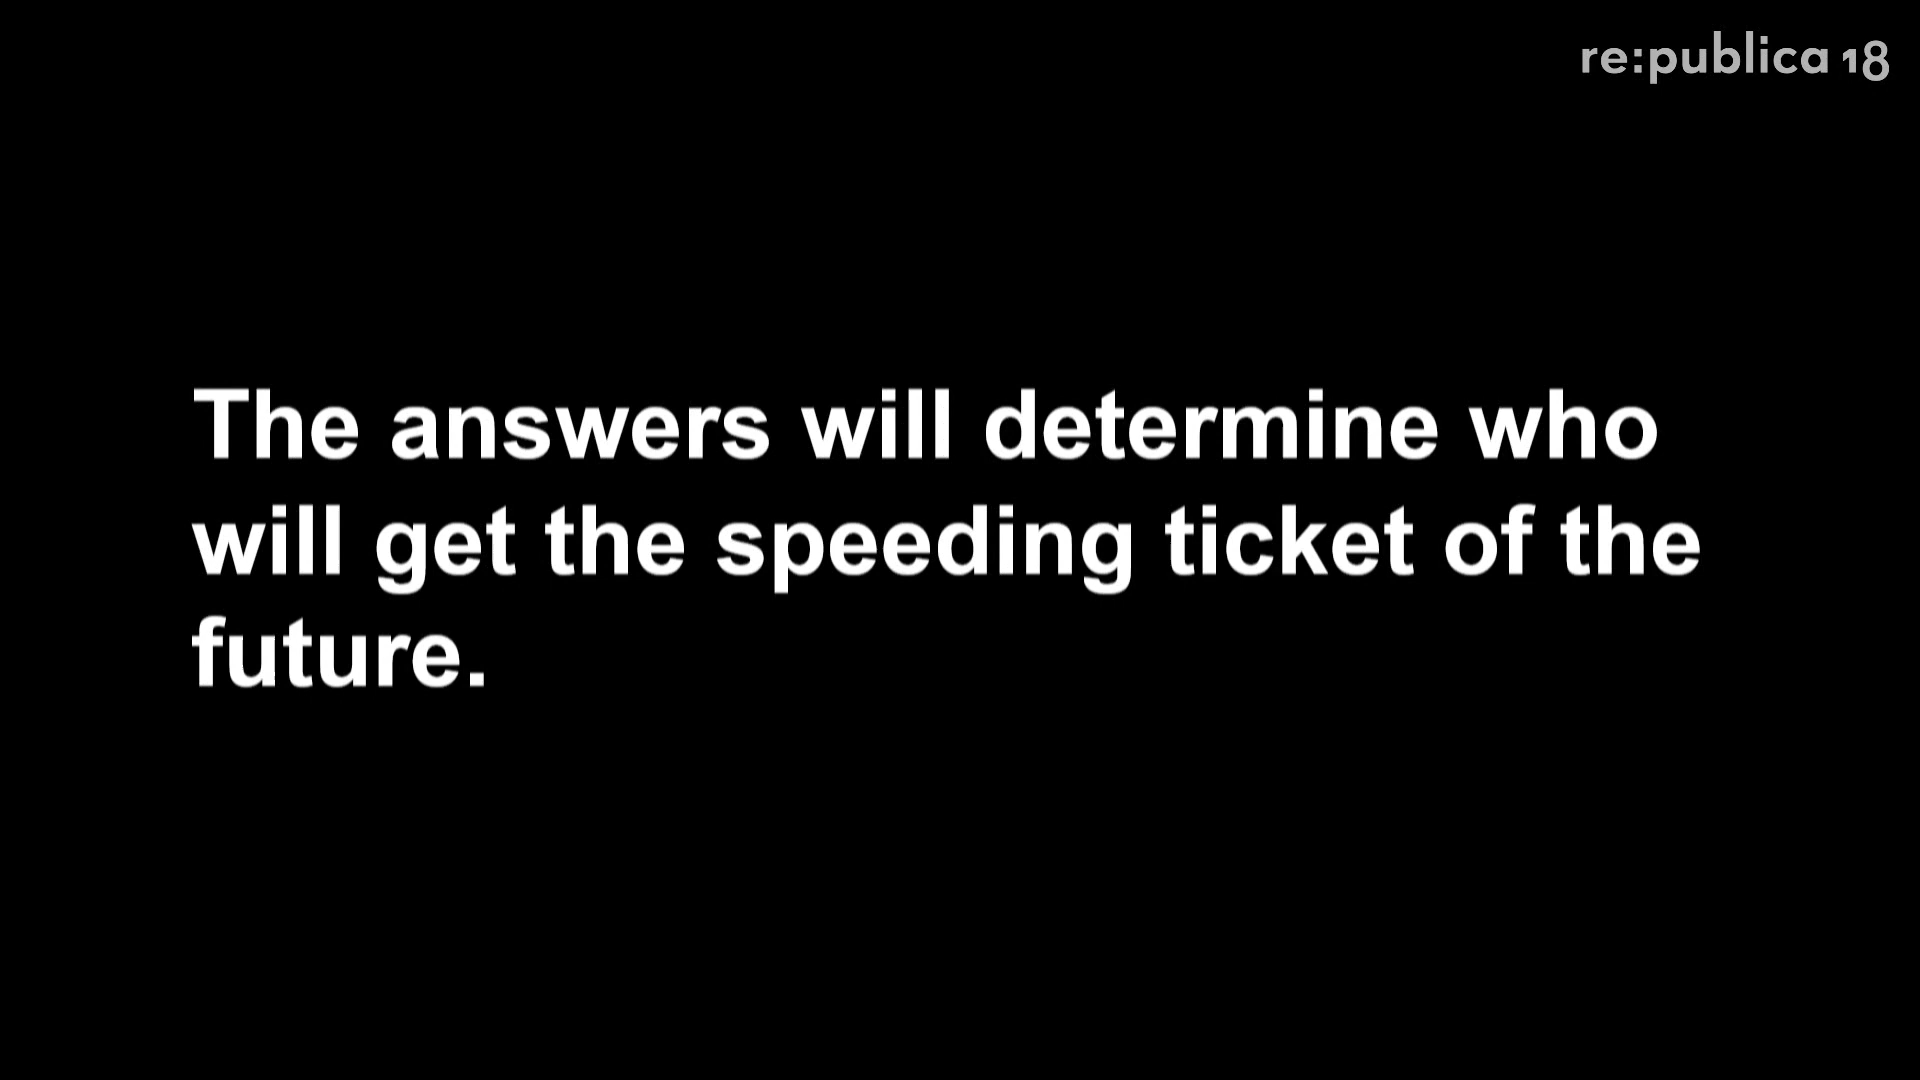 re:publica 18
The answers will determine who
will get the speeding ticket of the
future.